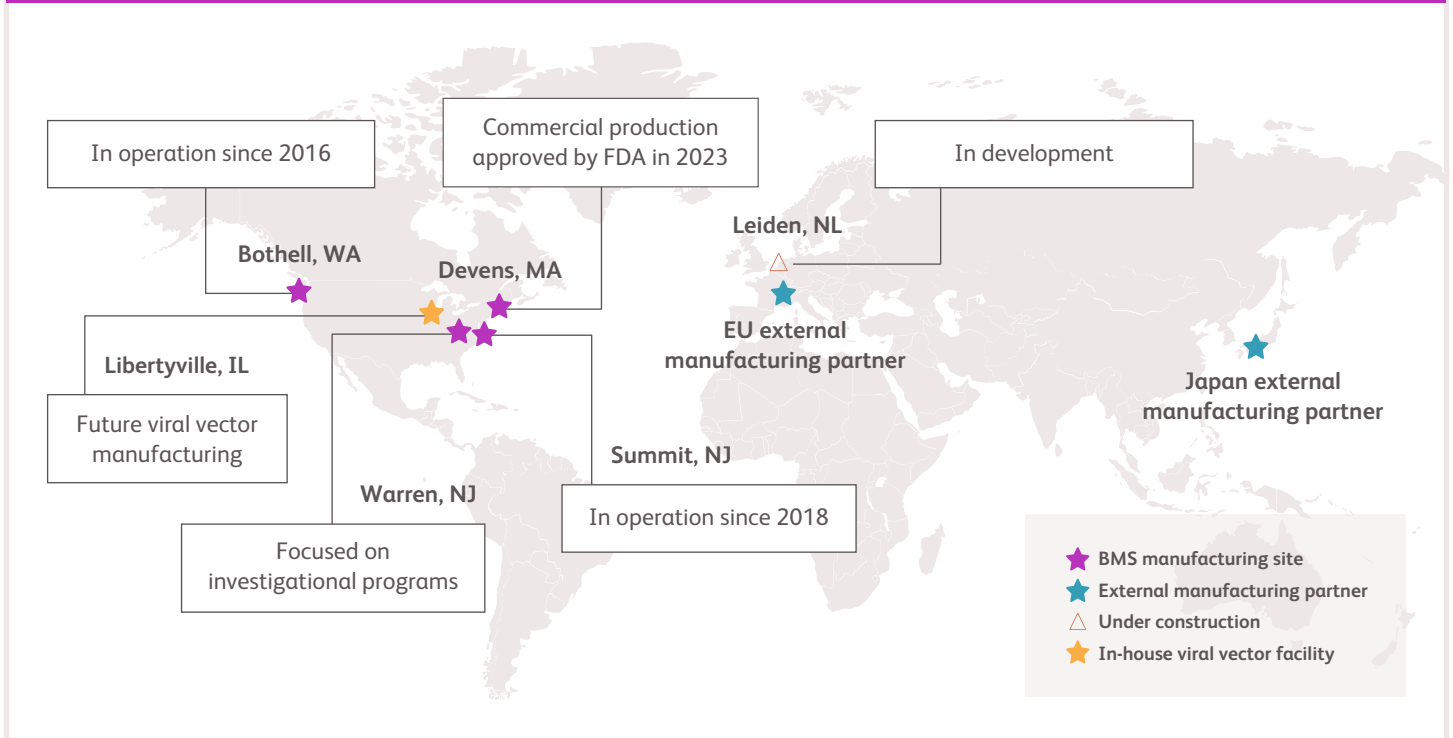 In operation since 2016
Commercial production
approved by FDA in 2023
In development
Leiden, NL
Bothell, WA
Devens, MA
EU external
manufacturing partner
Libertyville, IL
Japan external
manufacturing partner
Future viral vector
manufacturing
Summit, NJ
Warren, NJ
In operation since 2018
Focused on
investigational programs
BMS manufacturing site
External manufacturing partner
Under construction
In-house viral vector facility